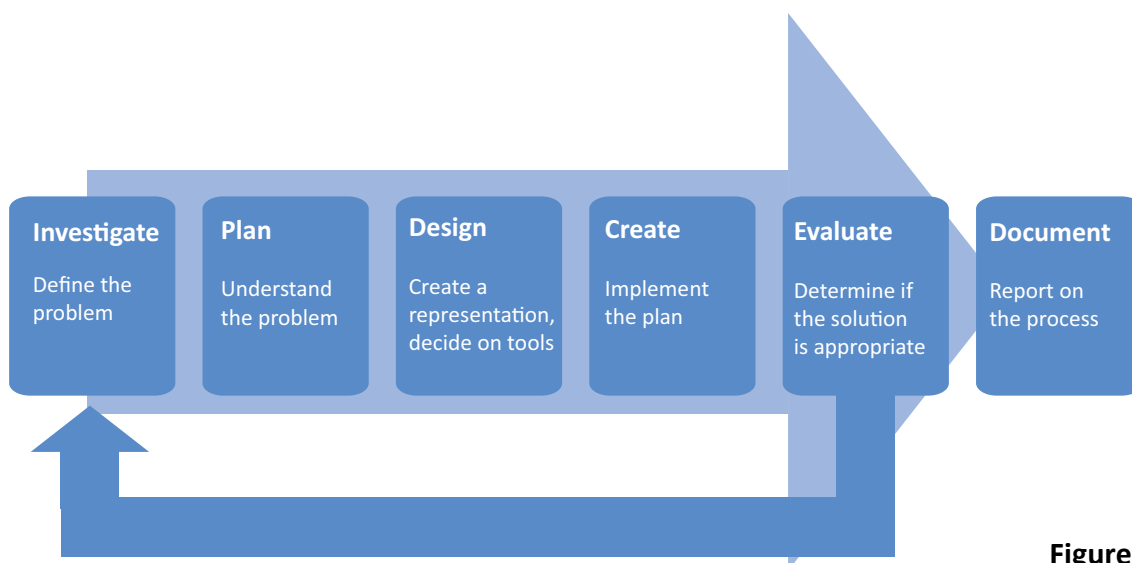 Investigate
Define the
problem
Plan
Understand
the problem
Design
Create a
representation,
decide on tools
Create
Implement
the plan
Evaluate
Determine if
the solution
is appropriate
Document
Report on
the process
Figure